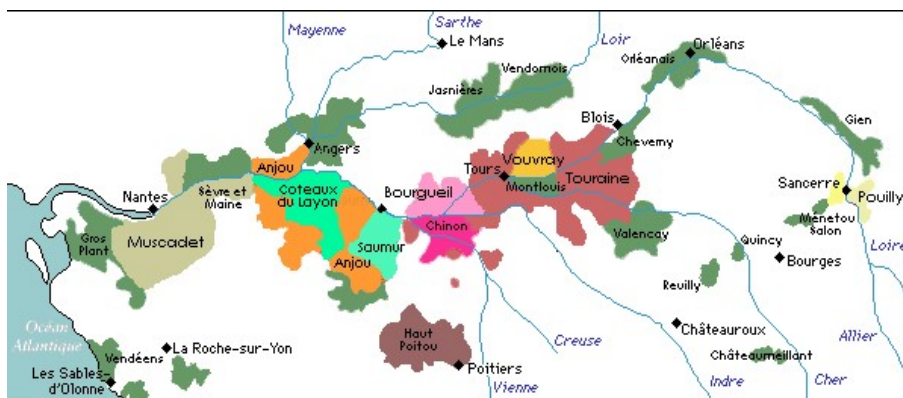 Mayenne
Sarthe
Le Mans
Loir
Orléans
Orléanais
Vendomois
Jasnières
Blois
Gien
Angers
Cheverny
Anjou
Vouvray
Tours
Touraine
Montlouis
Nantes
Sèvre et
Maine
Coteaux
du Layon
Bourgueil
Sancerre
Pouilly
Chinon
Muscadet
Menetou
Salon
Gros
Plant
Saumur
Valencay
Quincy
Loire
Anjou
Bourges
Reuilly
Océan
Atlantique
Haut
Poitou
Creuse
Châteauroux
Allier
Vendéens
La Roche-sur-Yon
Châteaumeillant
Poitiers
Les Sables-
d'Olonne
Vienne
Indre
Cher